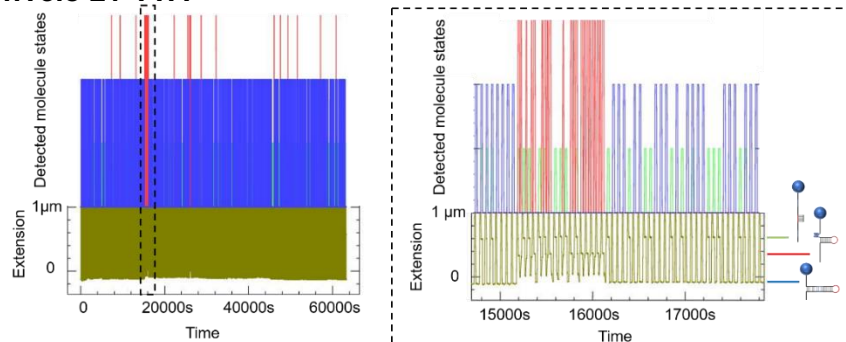 Detected molecule states
1μm
Extension
0
0
20000s
40000s
60000s
Time
Detected molecule states
1 μm
Extension
0
15000s
16000s
17000s
Time